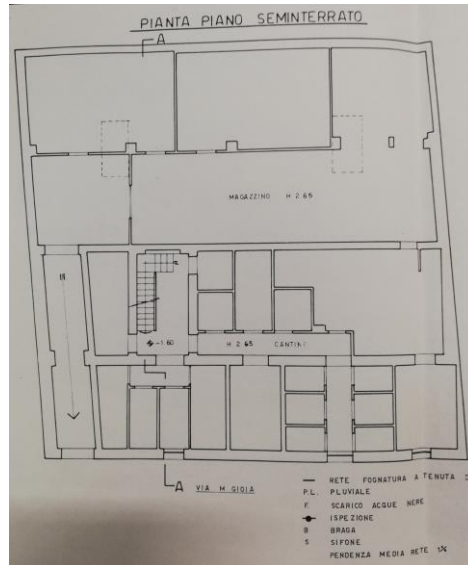 PIANTA PIANO SEMINTERRATO
A
MAGAZZINO H 2.65
-1.60
H 2.65 CANTINE
A VIA M. GIOIA
RETE FOGNATURA A TENUTA
P.L. PLUVIALE
F. SCARICO ACQUE NERE
ISPEZIONE
B BRAGA
S SIFONE
PENDENZA MEDIA RETE 1%